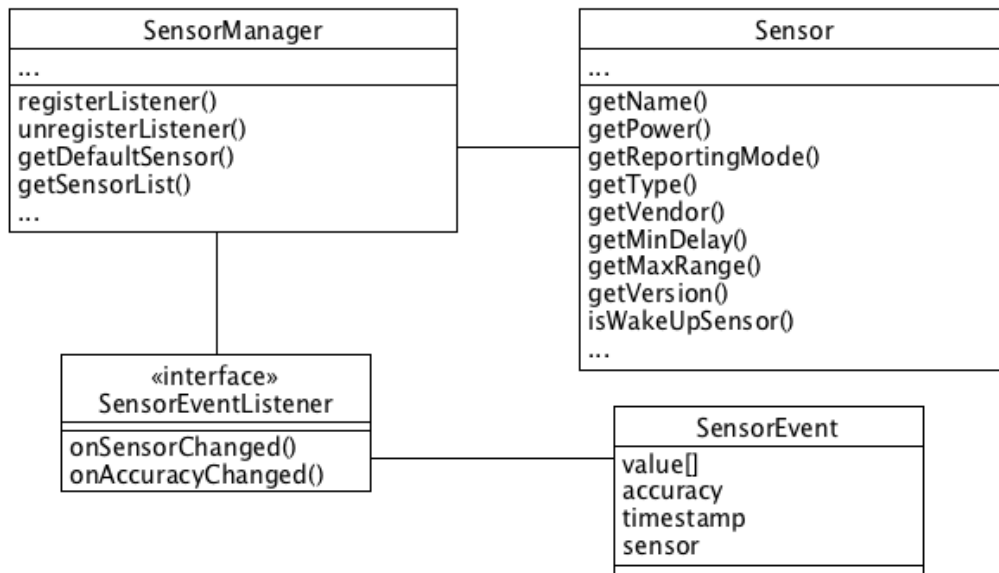 SensorManager
...
registerListener()
unregisterListener()
getDefaultSensor()
getSensorList()
...
Sensor
...
getName()
getPower()
getReportingMode()
getType()
getVendor()
getMinDelay()
getMaxRange()
getVersion()
isWakeUpSensor()
...
«interface»
SensorEventListener
onSensorChanged()
onAccuracyChanged()
SensorEvent
value[]
accuracy
timestamp
sensor